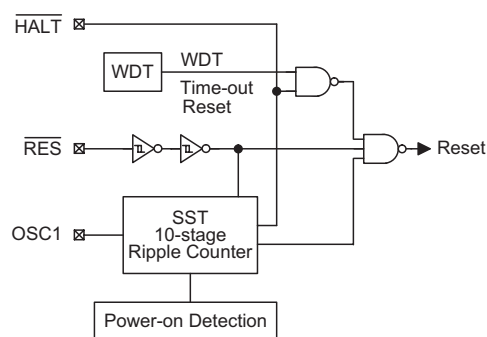 HALT
WDT
WDT
Time-out
Reset
RES
Reset
OSC1
SST
10-stage
Ripple Counter
Power-on Detection